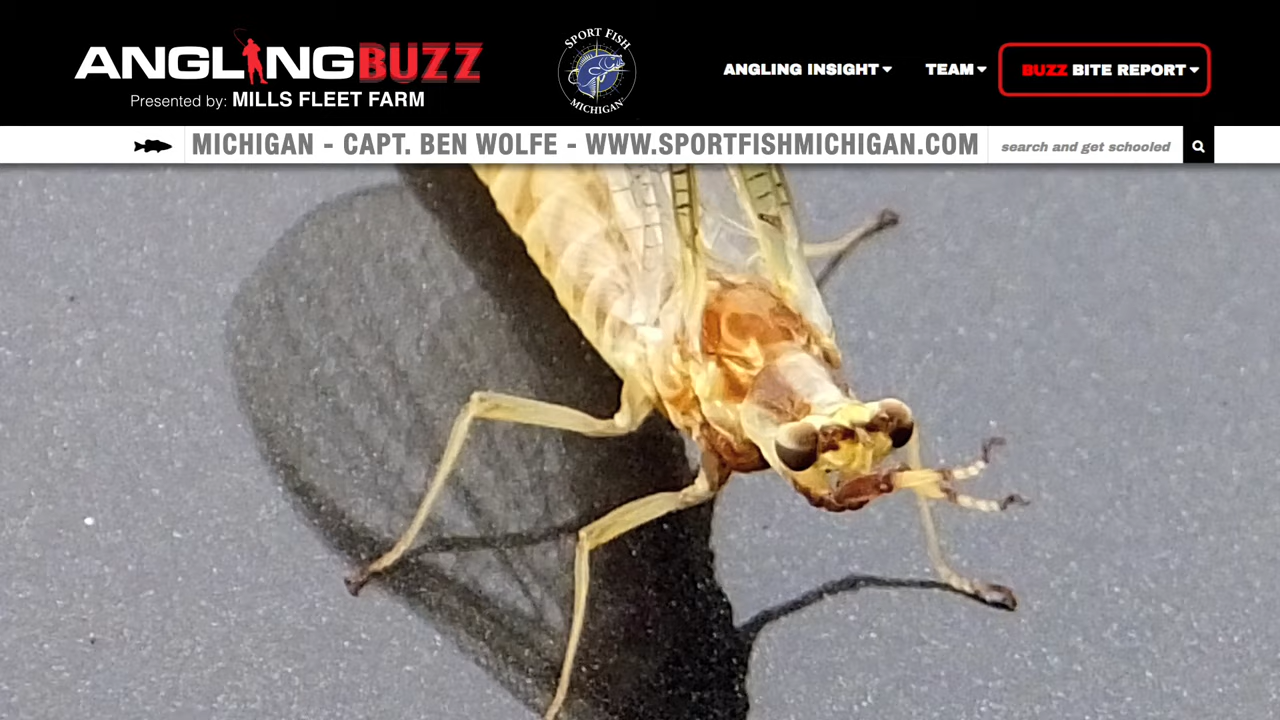 ANGLINGBUZZ
Presented by: MILLS FLEET FARM
SPORT FISH
MICHIGAN
ANGLING INSIGHT
TEAM
BUZZ BITE REPORT
MICHIGAN - CAPT. BEN WOLFE - WWW.SPORTFISHMICHIGAN.COM
search and get schooled